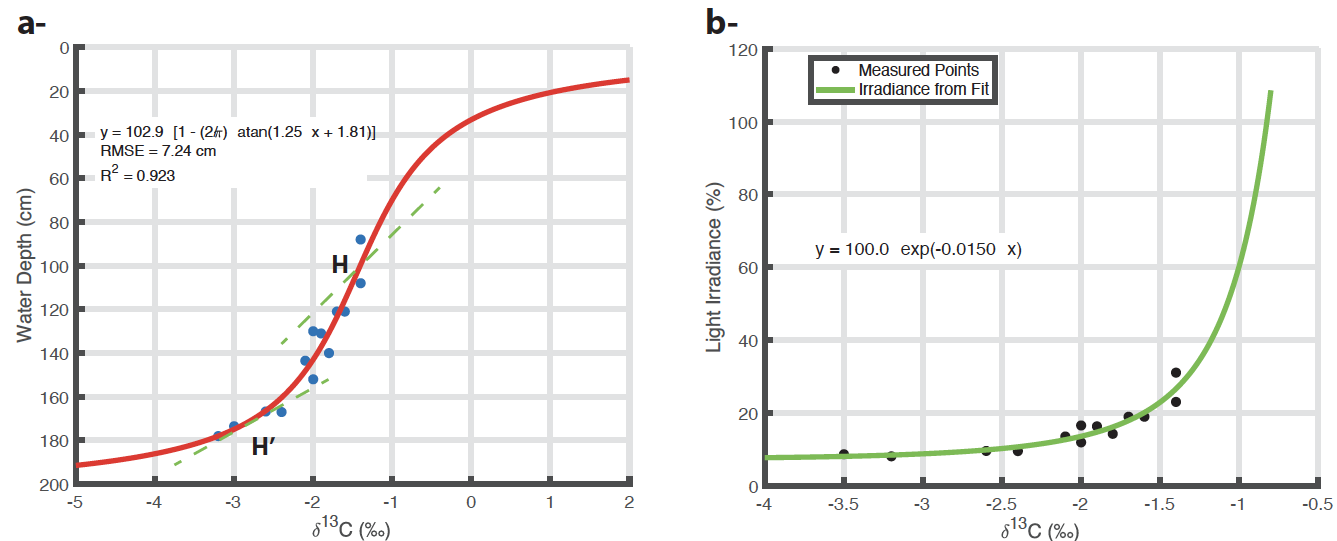 a-
0
20
40
60
80
100
120
140
160
180
200
Water Depth (cm)
y = 102.9 [1 - (2/π) atan(1.25 x + 1.81)]
RMSE = 7.24 cm
R² = 0.923
H
H′
-5 -4 -3 -2 -1 0 1 2
δ¹³C (‰)
b-
120
100
80
60
40
20
0
Light Irradiance (%)
Measured Points
Irradiance from Fit
y = 100.0 exp(-0.0150 x)
-4 -3.5 -3 -2.5 -2 -1.5 -1 -0.5
δ¹³C (‰)